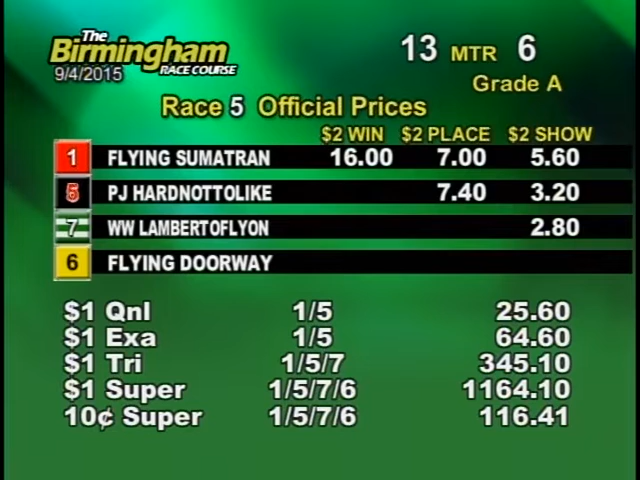 The
Birmingham
RACE COURSE
9/4/2015
13 MTR 6
Grade A
Race 5 Official Prices
$2 WIN $2 PLACE $2 SHOW
1 FLYING SUMATRAN 16.00 7.00 5.60
5 PJ HARDNOTTOLIKE 7.40 3.20
7 WW LAMBERTOFLYON 2.80
6 FLYING DOORWAY
$1 Qnl 1/5 25.60
$1 Exa 1/5 64.60
$1 Tri 1/5/7 345.10
$1 Super 1/5/7/6 1164.10
10¢ Super 1/5/7/6 116.41